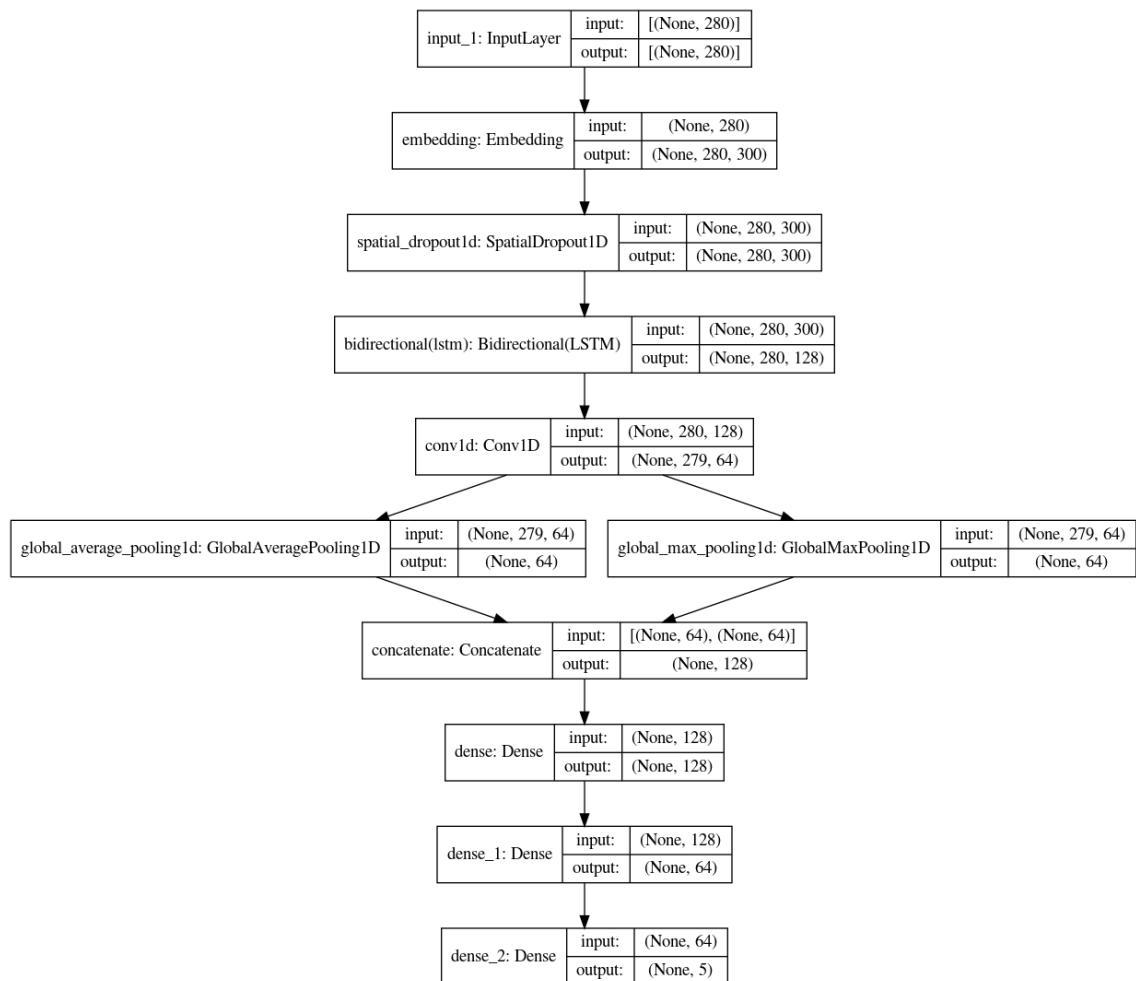 input_1: InputLayer
input: [(None, 280)]
output: [(None, 280)]
embedding: Embedding
input: (None, 280)
output: (None, 280, 300)
spatial_dropout1d: SpatialDropout1D
input: (None, 280, 300)
output: (None, 280, 300)
bidirectional(lstm): Bidirectional(LSTM)
input: (None, 280, 300)
output: (None, 280, 128)
conv1d: Conv1D
input: (None, 280, 128)
output: (None, 279, 64)
global_average_pooling1d: GlobalAveragePooling1D
input: (None, 279, 64)
output: (None, 64)
global_max_pooling1d: GlobalMaxPooling1D
input: (None, 279, 64)
output: (None, 64)
concatenate: Concatenate
input: [(None, 64), (None, 64)]
output: (None, 128)
dense: Dense
input: (None, 128)
output: (None, 128)
dense_1: Dense
input: (None, 128)
output: (None, 64)
dense_2: Dense
input: (None, 64)
output: (None, 5)